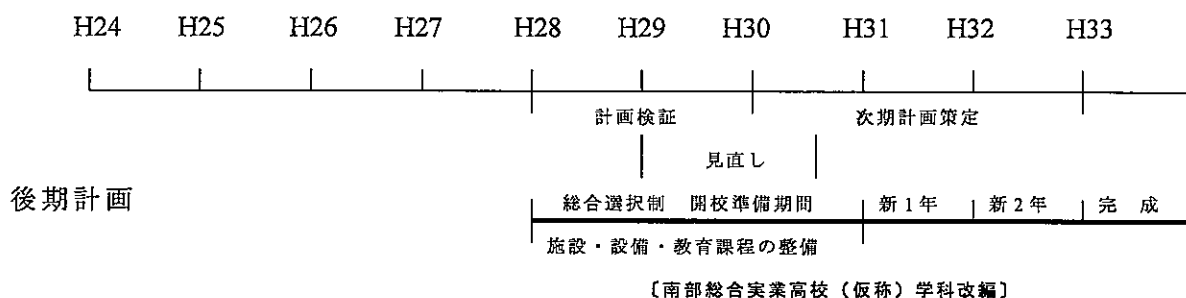 H24 H25 H26 H27 H28 H29 H30 H31 H32 H33
計画検証 次期計画策定
見直し
後期計画
総合選択制 開校準備期間 新1年 新2年 完 成
施設・設備・教育課程の整備
〔南部総合実業高校(仮称)学科改編〕